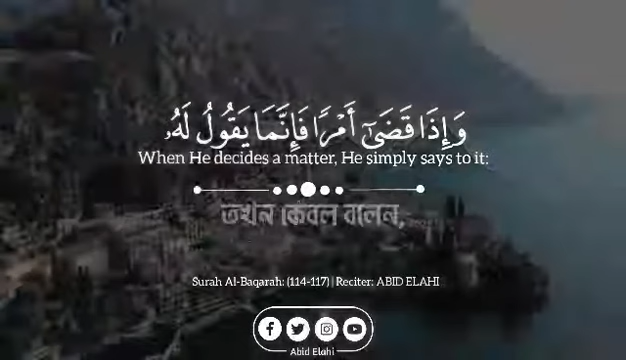 وَإِذَا قَضَىٰٓ أَمْرًا فَإِنَّمَا يَقُولُ لَهُۥ
When He decides a matter, He simply says to it:
তখন কেবল বলেন,
Surah Al-Baqarah: (114-117) | Reciter: ABID ELAHI
Abid Elahi